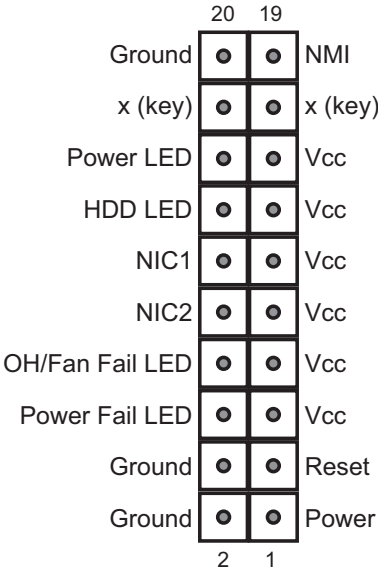 20 19
Ground NMI
x (key) x (key)
Power LED Vcc
HDD LED Vcc
NIC1 Vcc
NIC2 Vcc
OH/Fan Fail LED Vcc
Power Fail LED Vcc
Ground Reset
Ground Power
2 1